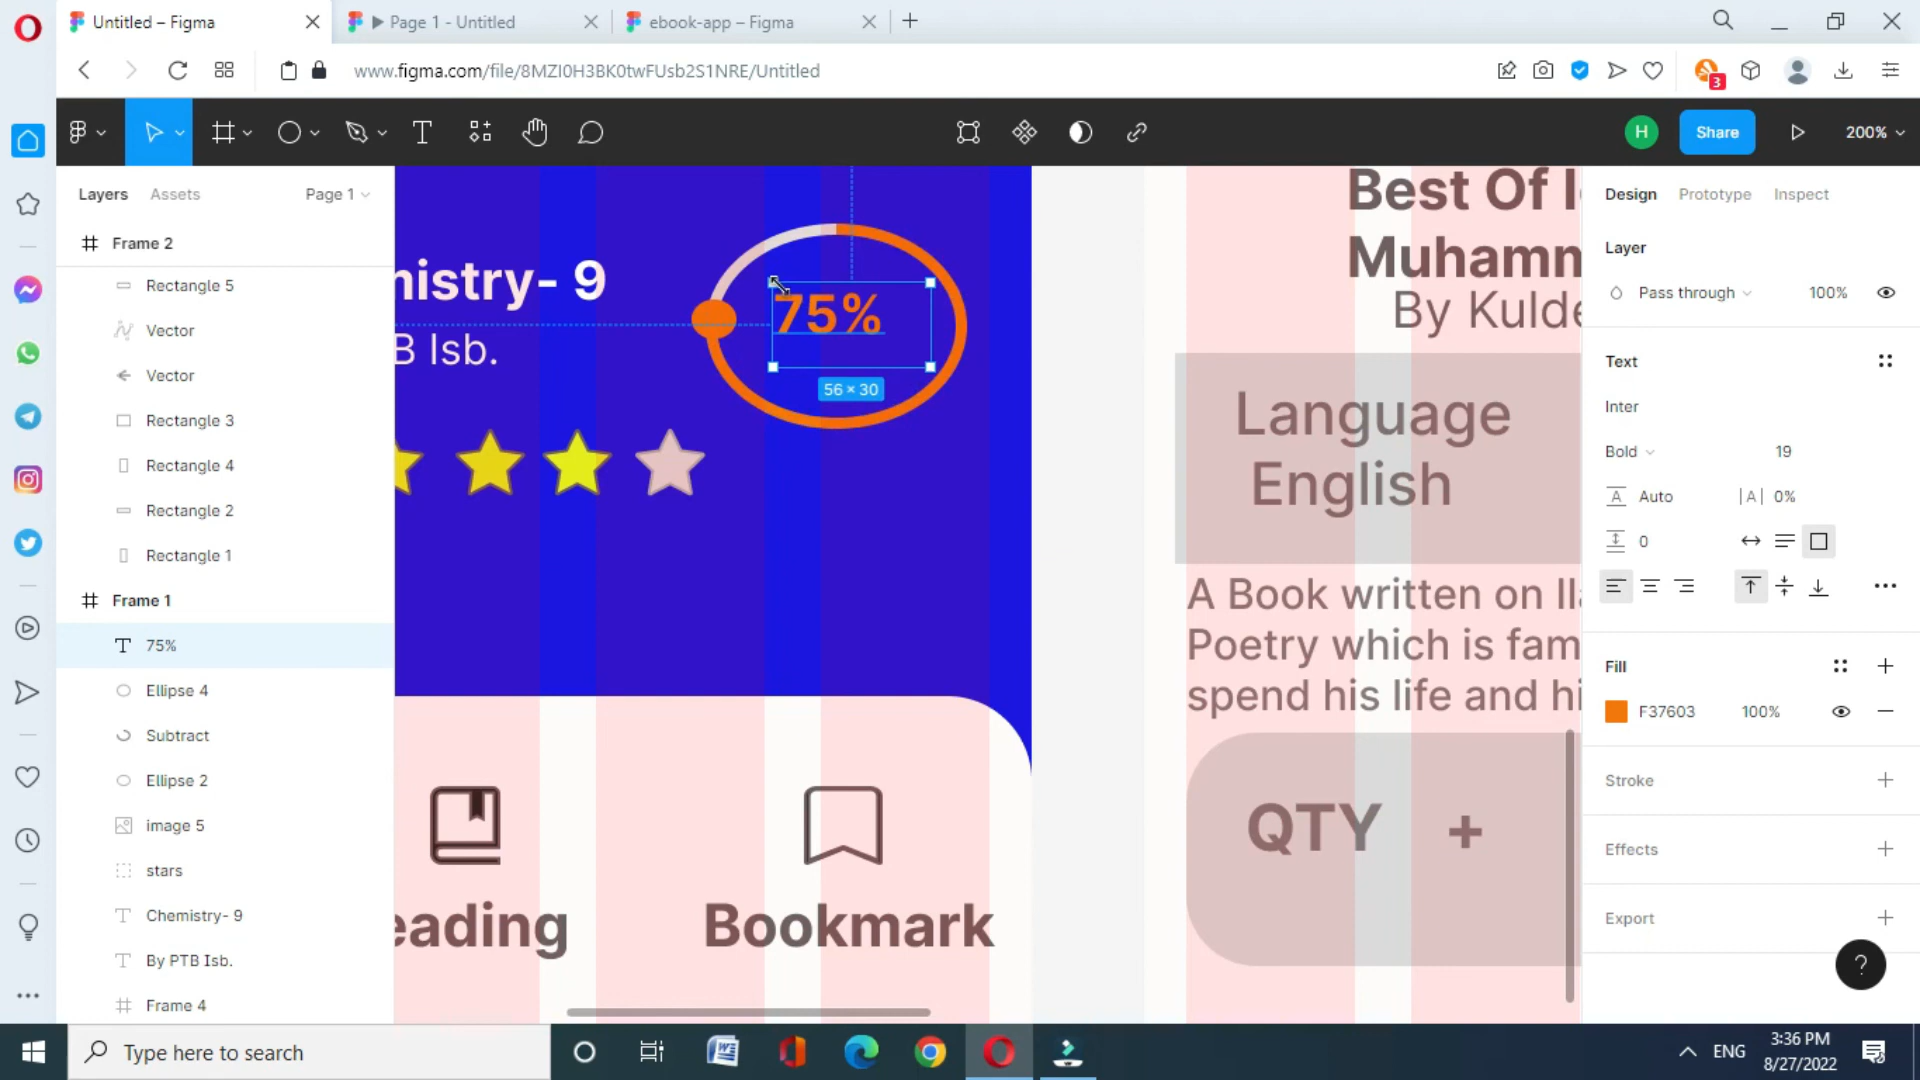 Untitled – Figma
Page 1 - Untitled
ebook-app – Figma
www.figma.com/file/8MZI0H3BK0twFUsb2S1NRE/Untitled
3
H
Share
200%
Layers
Assets
Page 1
Frame 2
Rectangle 5
Vector
Vector
Rectangle 3
Rectangle 4
Rectangle 2
Rectangle 1
Frame 1
75%
Ellipse 4
Subtract
Ellipse 2
image 5
stars
Chemistry- 9
By PTB Isb.
Frame 4
mistry- 9
B Isb.
75%
56 × 30
eading
Bookmark
Best Of I
Muhamm
By Kulde
Language
English
A Book written on Il
Poetry which is fam
spend his life and hi
QTY +
Design
Prototype
Inspect
Layer
Pass through
100%
Text
Inter
Bold
19
Auto
|A| 0%
0
Fill
F37603
100%
Stroke
Effects
Export
?
Type here to search
ENG
3:36 PM
8/27/2022